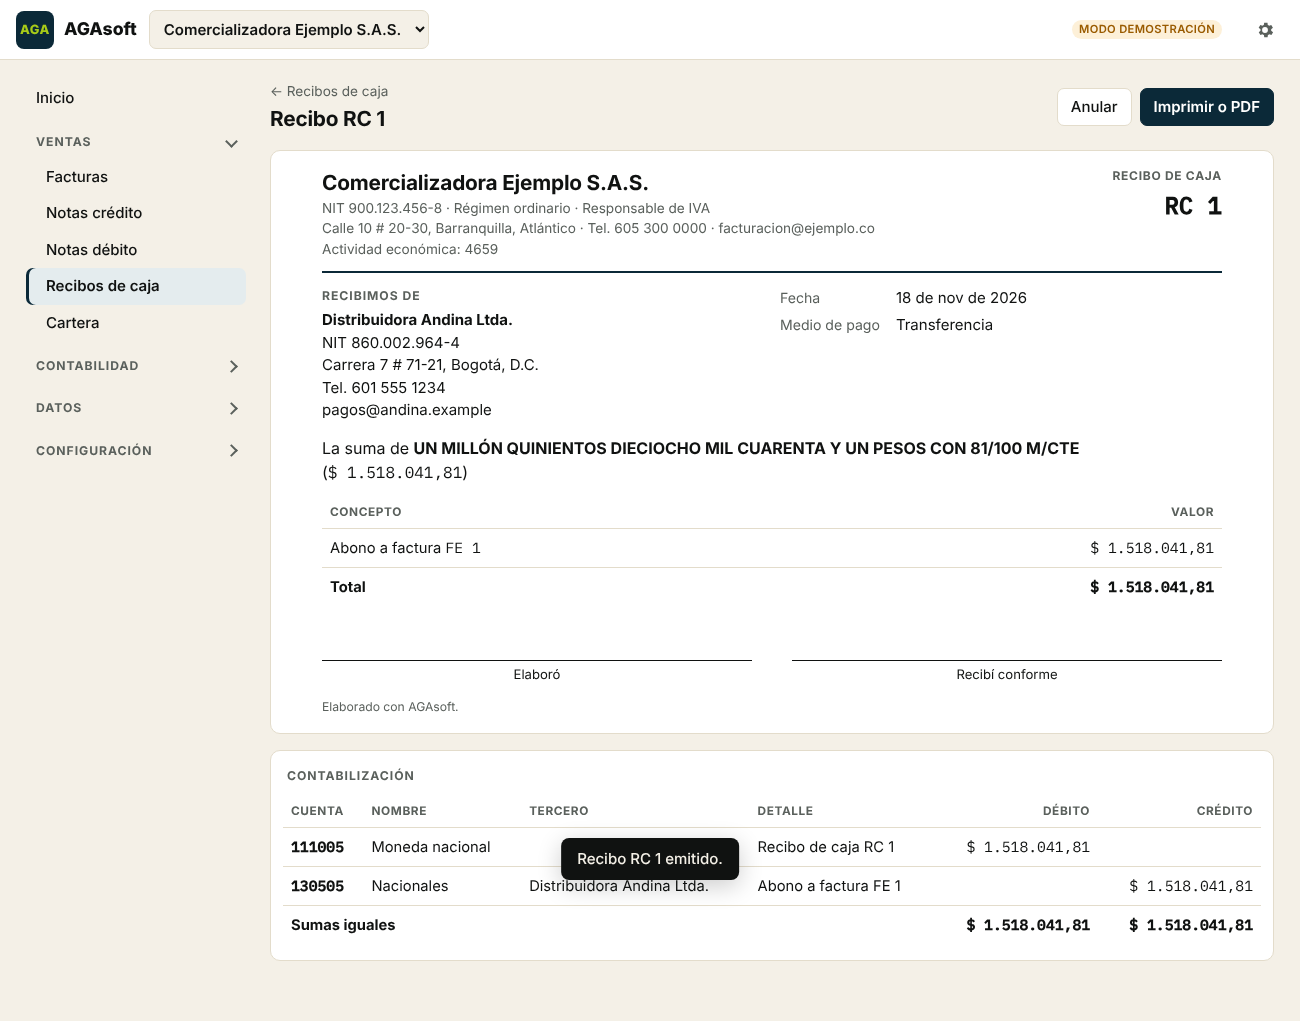 AGA AGAsoft Comercializadora Ejemplo S.A.S. MODO DEMOSTRACIÓN
Inicio
VENTAS
Facturas
Notas crédito
Notas débito
Recibos de caja
Cartera
CONTABILIDAD
DATOS
CONFIGURACIÓN
← Recibos de caja
Recibo RC 1
Anular Imprimir o PDF
Comercializadora Ejemplo S.A.S.
NIT 900.123.456-8 · Régimen ordinario · Responsable de IVA
Calle 10 # 20-30, Barranquilla, Atlántico · Tel. 605 300 0000 · facturacion@ejemplo.co
Actividad económica: 4659
RECIBO DE CAJA
RC 1
RECIBIMOS DE
Distribuidora Andina Ltda.
NIT 860.002.964-4
Carrera 7 # 71-21, Bogotá, D.C.
Tel. 601 555 1234
pagos@andina.example
Fecha 18 de nov de 2026
Medio de pago Transferencia
La suma de UN MILLÓN QUINIENTOS DIECIOCHO MIL CUARENTA Y UN PESOS CON 81/100 M/CTE
($ 1.518.041,81)
CONCEPTO VALOR
Abono a factura FE 1 $ 1.518.041,81
Total $ 1.518.041,81
Elaboró Recibí conforme
Elaborado con AGAsoft.
CONTABILIZACIÓN
CUENTA NOMBRE TERCERO DETALLE DÉBITO CRÉDITO
111005 Moneda nacional Recibo de caja RC 1 $ 1.518.041,81
Recibo RC 1 emitido.
130505 Nacionales Distribuidora Andina Ltda. Abono a factura FE 1 $ 1.518.041,81
Sumas iguales $ 1.518.041,81 $ 1.518.041,81